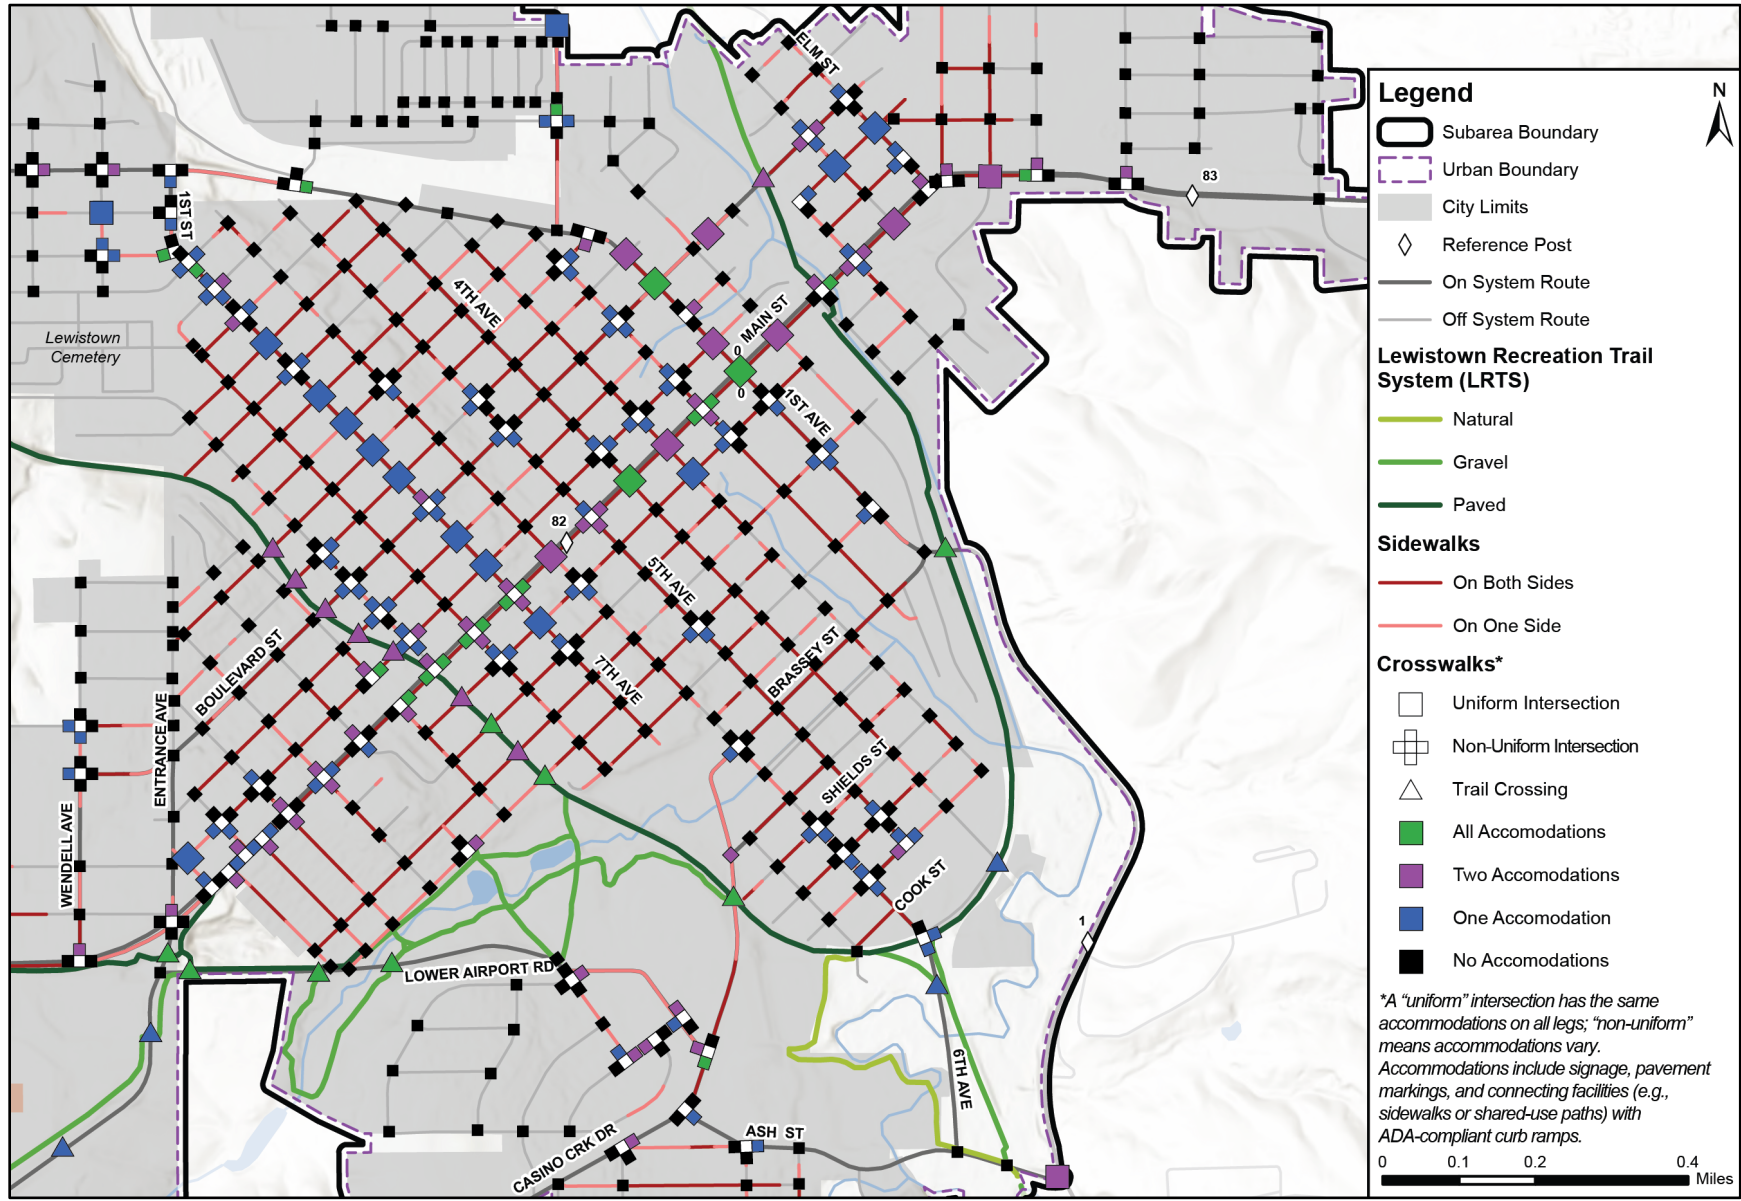 ELM ST
83
1ST ST
4TH AVE
MAIN ST
0
0
Lewistown
Cemetery
1ST AVE
82
5TH AVE
BOULEVARD ST
7TH AVE
BRASSEY ST
ENTRANCE AVE
SHIELDS ST
WENDELL AVE
COOK ST
1
LOWER AIRPORT RD
6TH AVE
CASINO CRK DR
ASH ST
Legend
N
Subarea Boundary
Urban Boundary
City Limits
Reference Post
On System Route
Off System Route
Lewistown Recreation Trail
System (LRTS)
Natural
Gravel
Paved
Sidewalks
On Both Sides
On One Side
Crosswalks*
Uniform Intersection
Non-Uniform Intersection
Trail Crossing
All Accomodations
Two Accomodations
One Accomodation
No Accomodations
*A “uniform” intersection has the same
accommodations on all legs; “non-uniform”
means accommodations vary.
Accommodations include signage, pavement
markings, and connecting facilities (e.g.,
sidewalks or shared-use paths) with
ADA-compliant curb ramps.
0 0.1 0.2 0.4
Miles